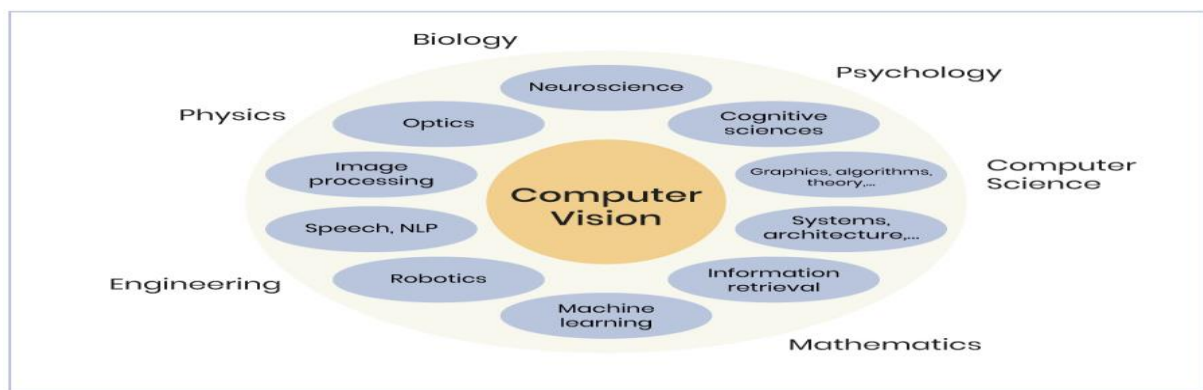 Biology
Neuroscience
Psychology
Physics
Optics
Cognitive
sciences
Image
processing
Computer
Vision
Graphics, algorithms,
theory,...
Computer
Science
Speech, NLP
Systems,
architecture,...
Engineering
Robotics
Information
retrieval
Machine
learning
Mathematics